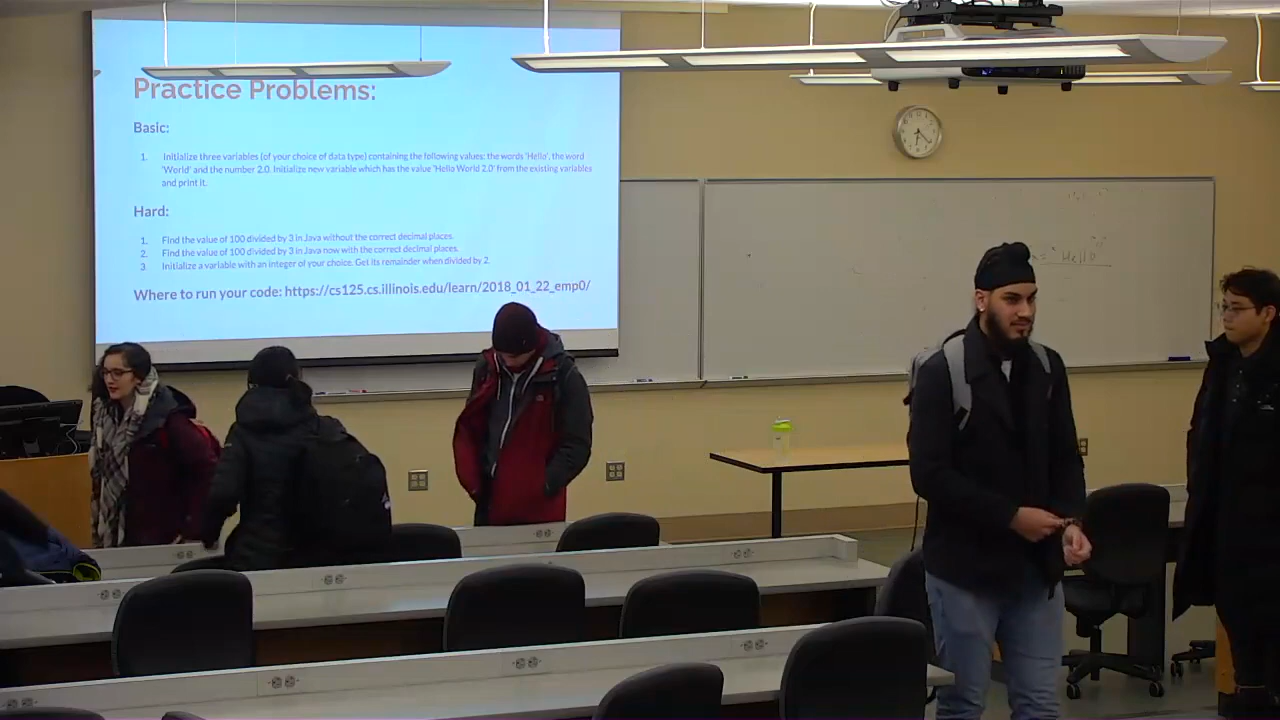 Practice Problems:
Basic:
1. Initialize three variables (of your choice of data type) containing the following values: the words 'Hello', the word
'World' and the number 2.0. Initialize new variable which has the value 'Hello World 2.0' from the existing variables
and print it.
Hard:
1. Find the value of 100 divided by 3 in Java without the correct decimal places.
2. Find the value of 100 divided by 3 in Java now with the correct decimal places.
3 Initialize a variable with an integer of your choice. Get its remainder when divided by 2.
Where to run your code: https://cs125.cs.illinois.edu/learn/2018_01_22_emp0/
= "Hello"